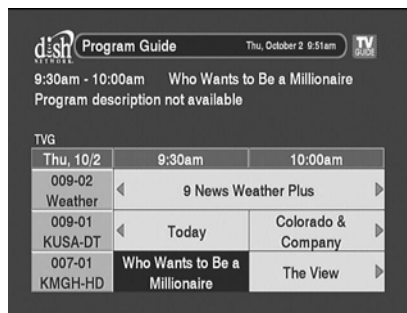 dish
NETWORK
Program Guide
Thu, October 2 9:51am
TV
GUIDE
9:30am - 10:00am Who Wants to Be a Millionaire
Program description not available
TVG
Thu, 10/2 9:30am 10:00am
009-02
Weather
9 News Weather Plus
009-01
KUSA-DT
Today
Colorado &
Company
007-01
KMGH-HD
Who Wants to Be a
Millionaire
The View